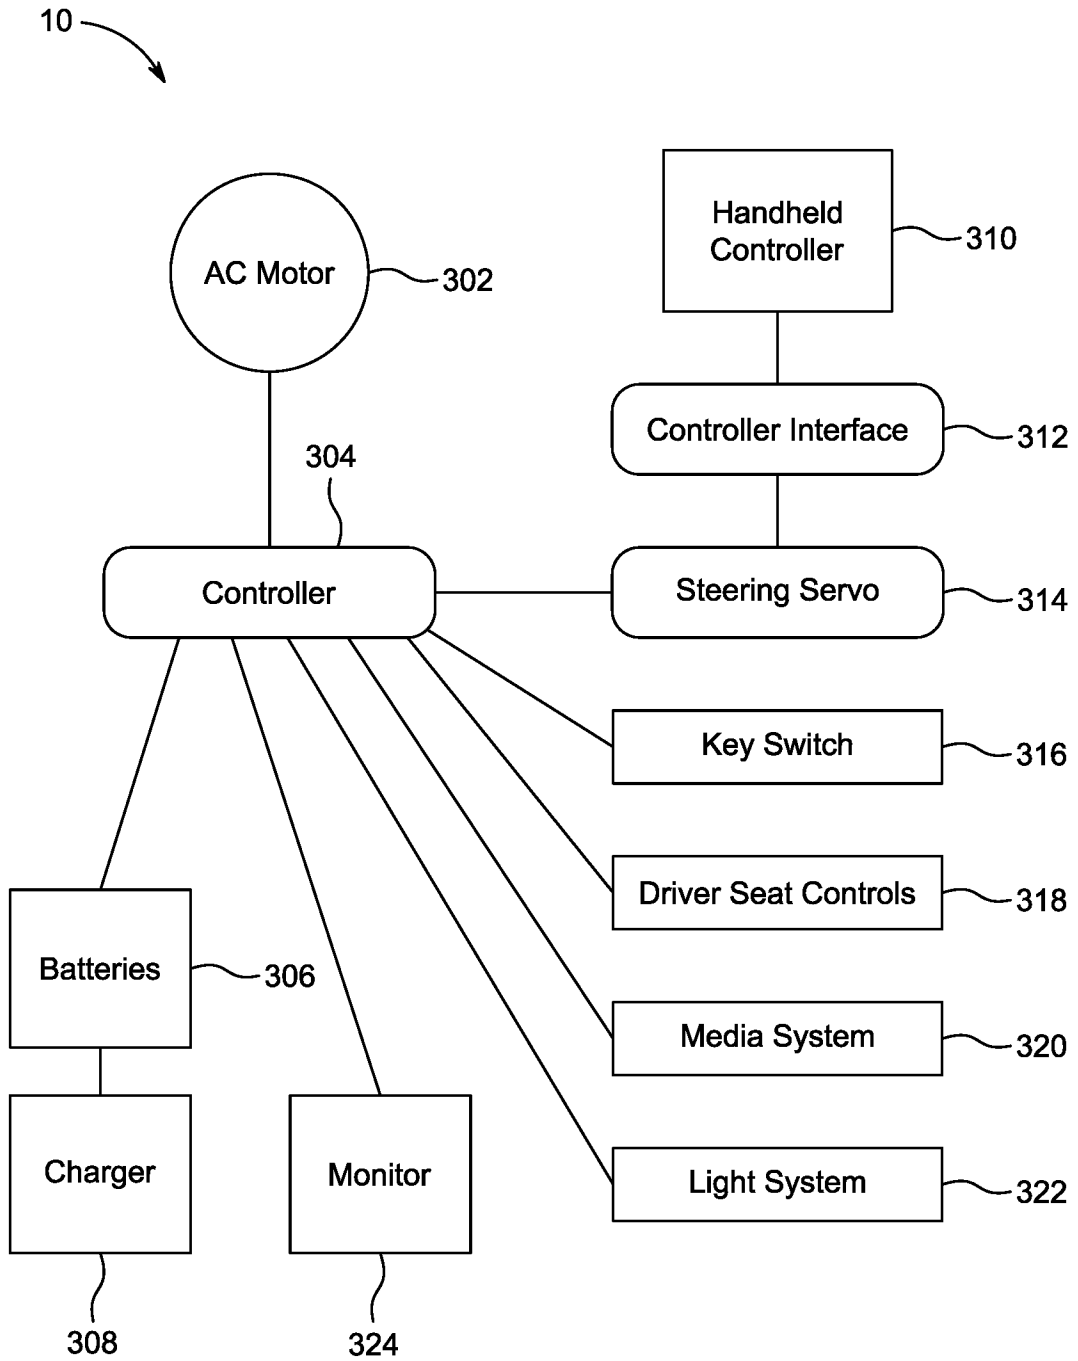 10
AC Motor
302
Handheld
Controller
310
Controller Interface
312
304
Controller
Steering Servo
314
Key Switch
316
Driver Seat Controls
318
Batteries
306
Media System
320
Charger
308
Monitor
324
Light System
322